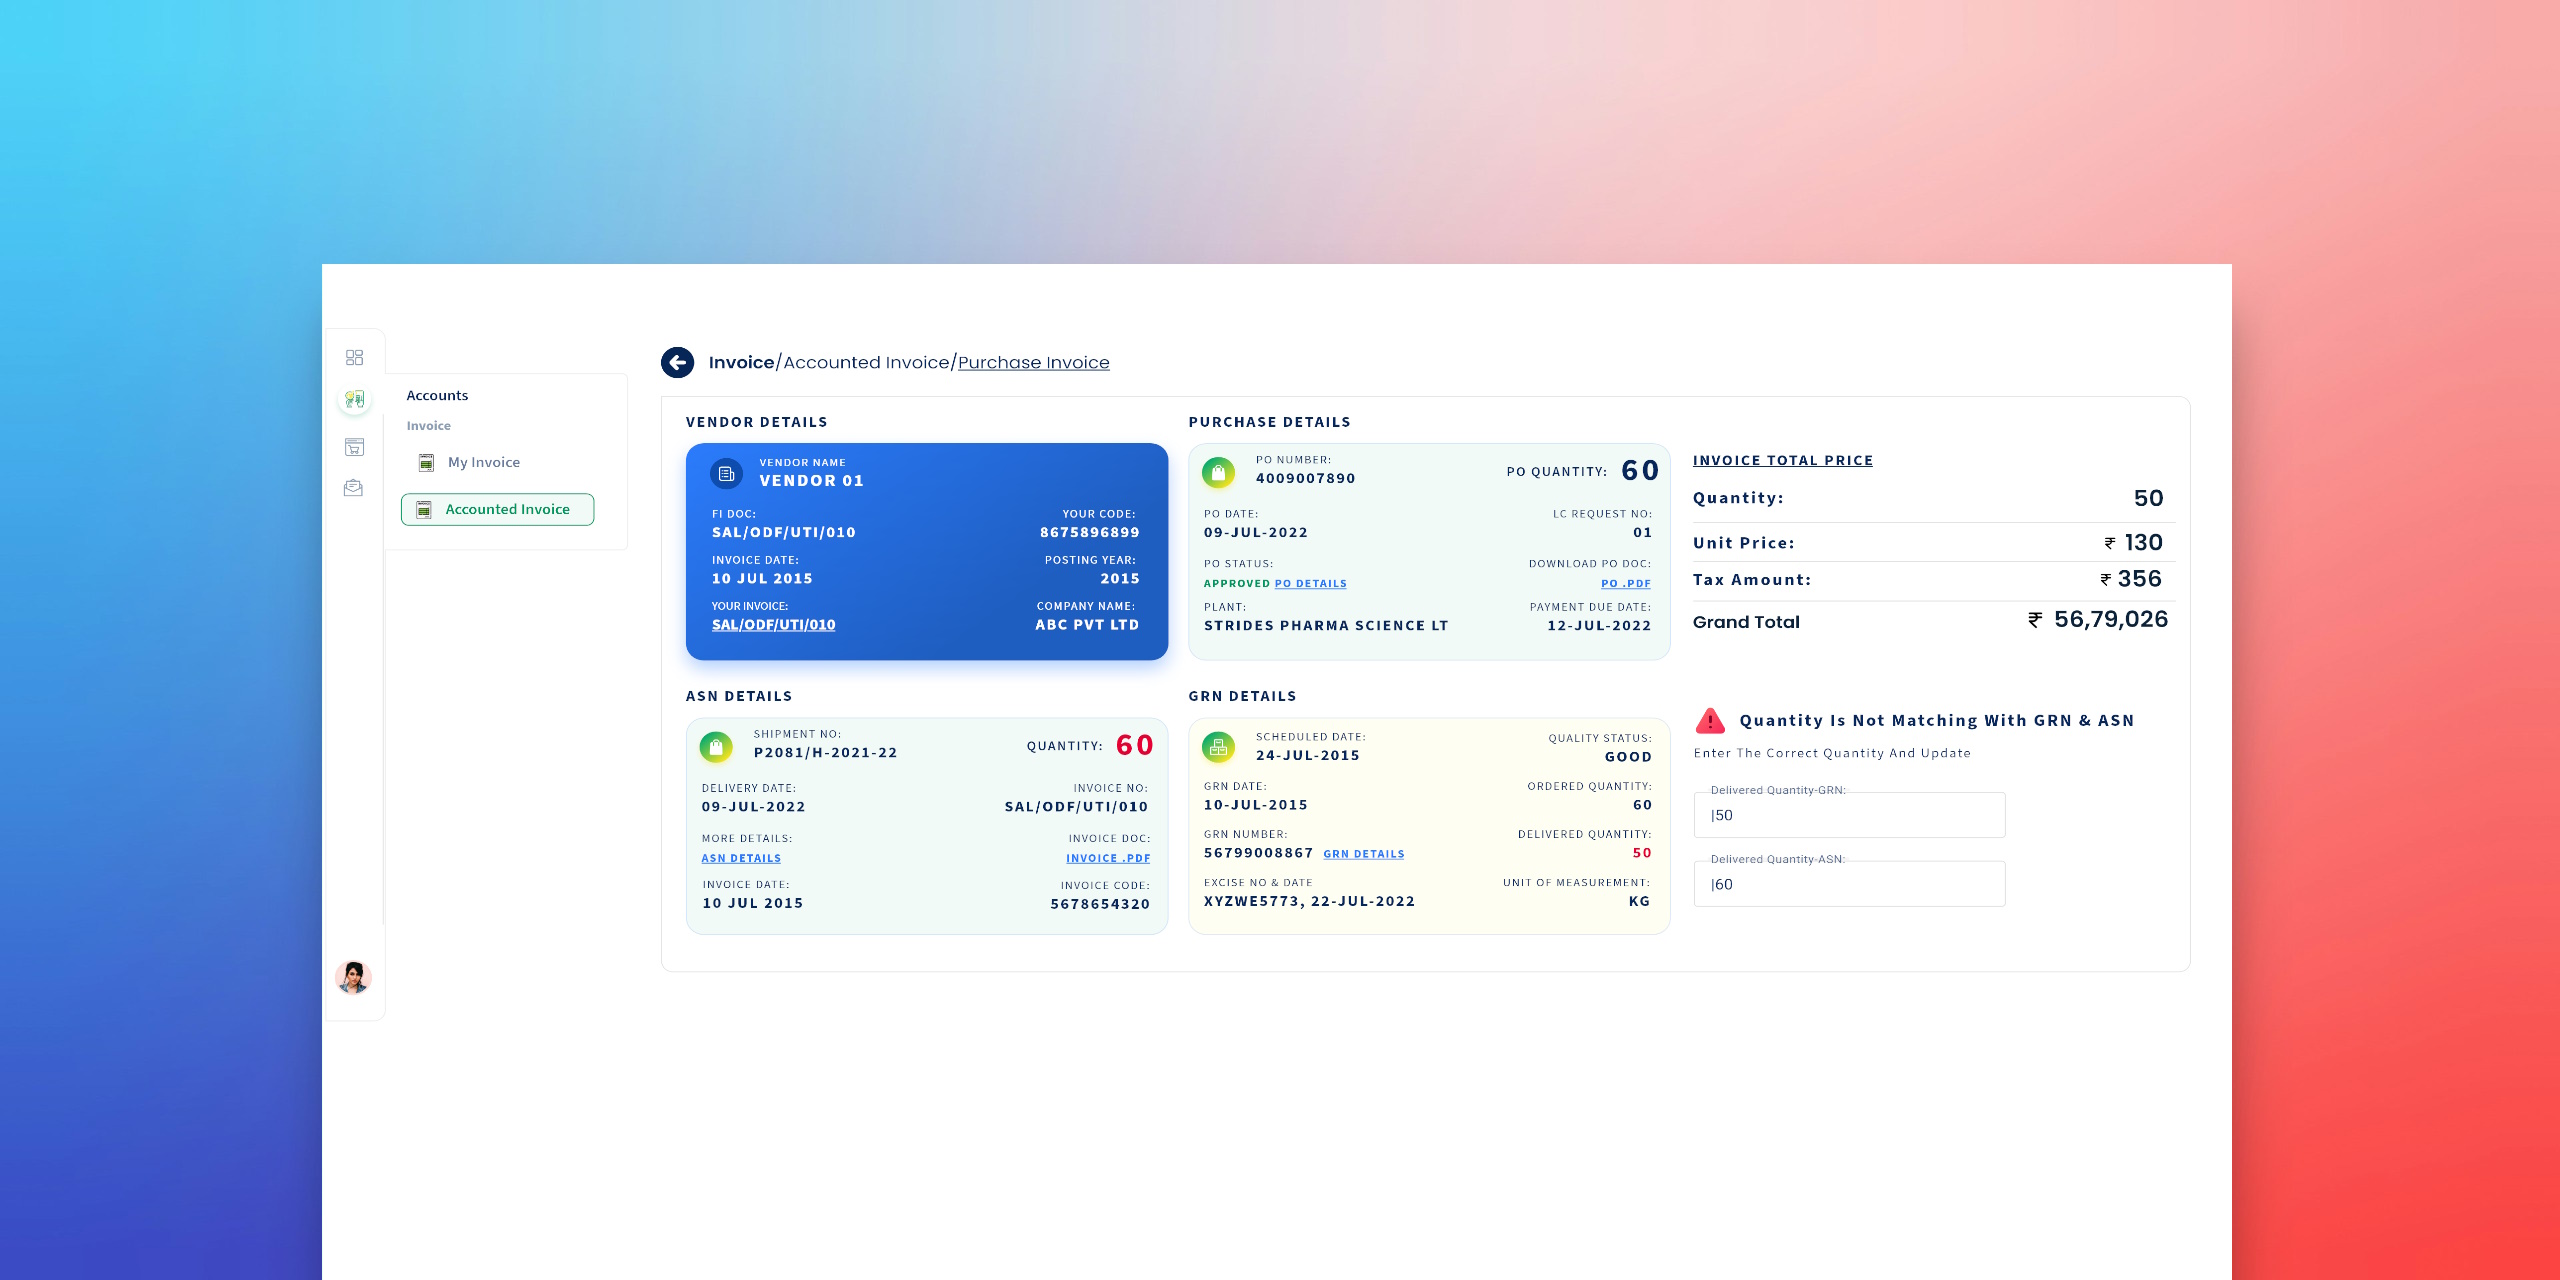 Accounts
Invoice
My Invoice
Accounted Invoice
Invoice/Accounted Invoice/Purchase Invoice
VENDOR DETAILS
VENDOR NAME
VENDOR 01
FI DOC:
SAL/ODF/UTI/010
YOUR CODE:
8675896899
INVOICE DATE:
10 JUL 2015
POSTING YEAR:
2015
YOUR INVOICE:
SAL/ODF/UTI/010
COMPANY NAME:
ABC PVT LTD
PURCHASE DETAILS
PO NUMBER:
4009007890
PO QUANTITY: 60
PO DATE:
09-JUL-2022
LC REQUEST NO:
01
PO STATUS:
APPROVED PO DETAILS
DOWNLOAD PO DOC:
PO .PDF
PLANT:
STRIDES PHARMA SCIENCE LT
PAYMENT DUE DATE:
12-JUL-2022
INVOICE TOTAL PRICE
Quantity: 50
Unit Price: ₹ 130
Tax Amount: ₹ 356
Grand Total ₹ 56,79,026
ASN DETAILS
SHIPMENT NO:
P2081/H-2021-22
QUANTITY: 60
DELIVERY DATE:
09-JUL-2022
INVOICE NO:
SAL/ODF/UTI/010
MORE DETAILS:
ASN DETAILS
INVOICE DOC:
INVOICE .PDF
INVOICE DATE:
10 JUL 2015
INVOICE CODE:
5678654320
GRN DETAILS
SCHEDULED DATE:
24-JUL-2015
QUALITY STATUS:
GOOD
GRN DATE:
10-JUL-2015
ORDERED QUANTITY:
60
GRN NUMBER:
56799008867 GRN DETAILS
DELIVERED QUANTITY:
50
EXCISE NO & DATE
XYZWE5773, 22-JUL-2022
UNIT OF MEASUREMENT:
KG
Quantity Is Not Matching With GRN & ASN
Enter The Correct Quantity And Update
Delivered Quantity-GRN:
|50
Delivered Quantity-ASN:
|60